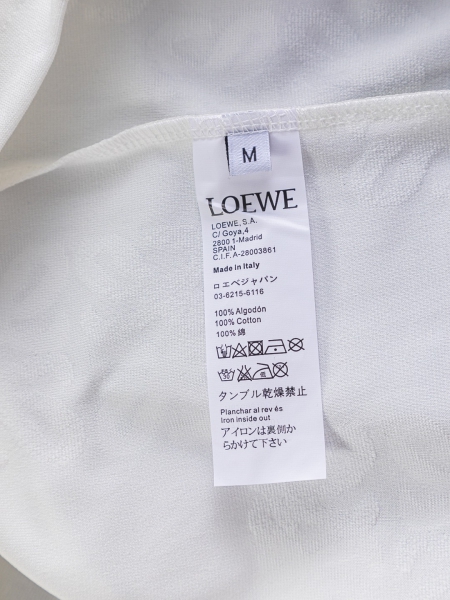 M
LOEWE
LOEWE, S.A.
C/ Goya,4
2800 1-Madrid
SPAIN
C.I.F. A-28003861
Made in Italy
ロエベジャパン
03-6215-6116
100% Algodón
100% Cotton
100% 綿
タンブル乾燥禁止
Planchar al rev és
Iron inside out
アイロンは裏側か
らかけて下さい